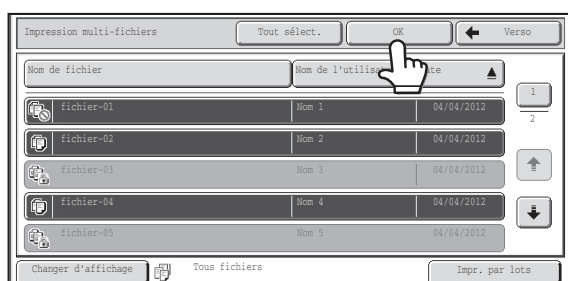 Impression multi-fichiers Tout sélect. OK Verso
Nom de fichier Nom de l'utilisat
1
fichier-01 Nom 1 04/04/2012
2
fichier-02 Nom 2 04/04/2012
fichier-03 Nom 3 04/04/2012
fichier-04 Nom 4 04/04/2012
fichier-05 Nom 5 04/04/2012
Changer d'affichage Tous fichiers Impr. par lots